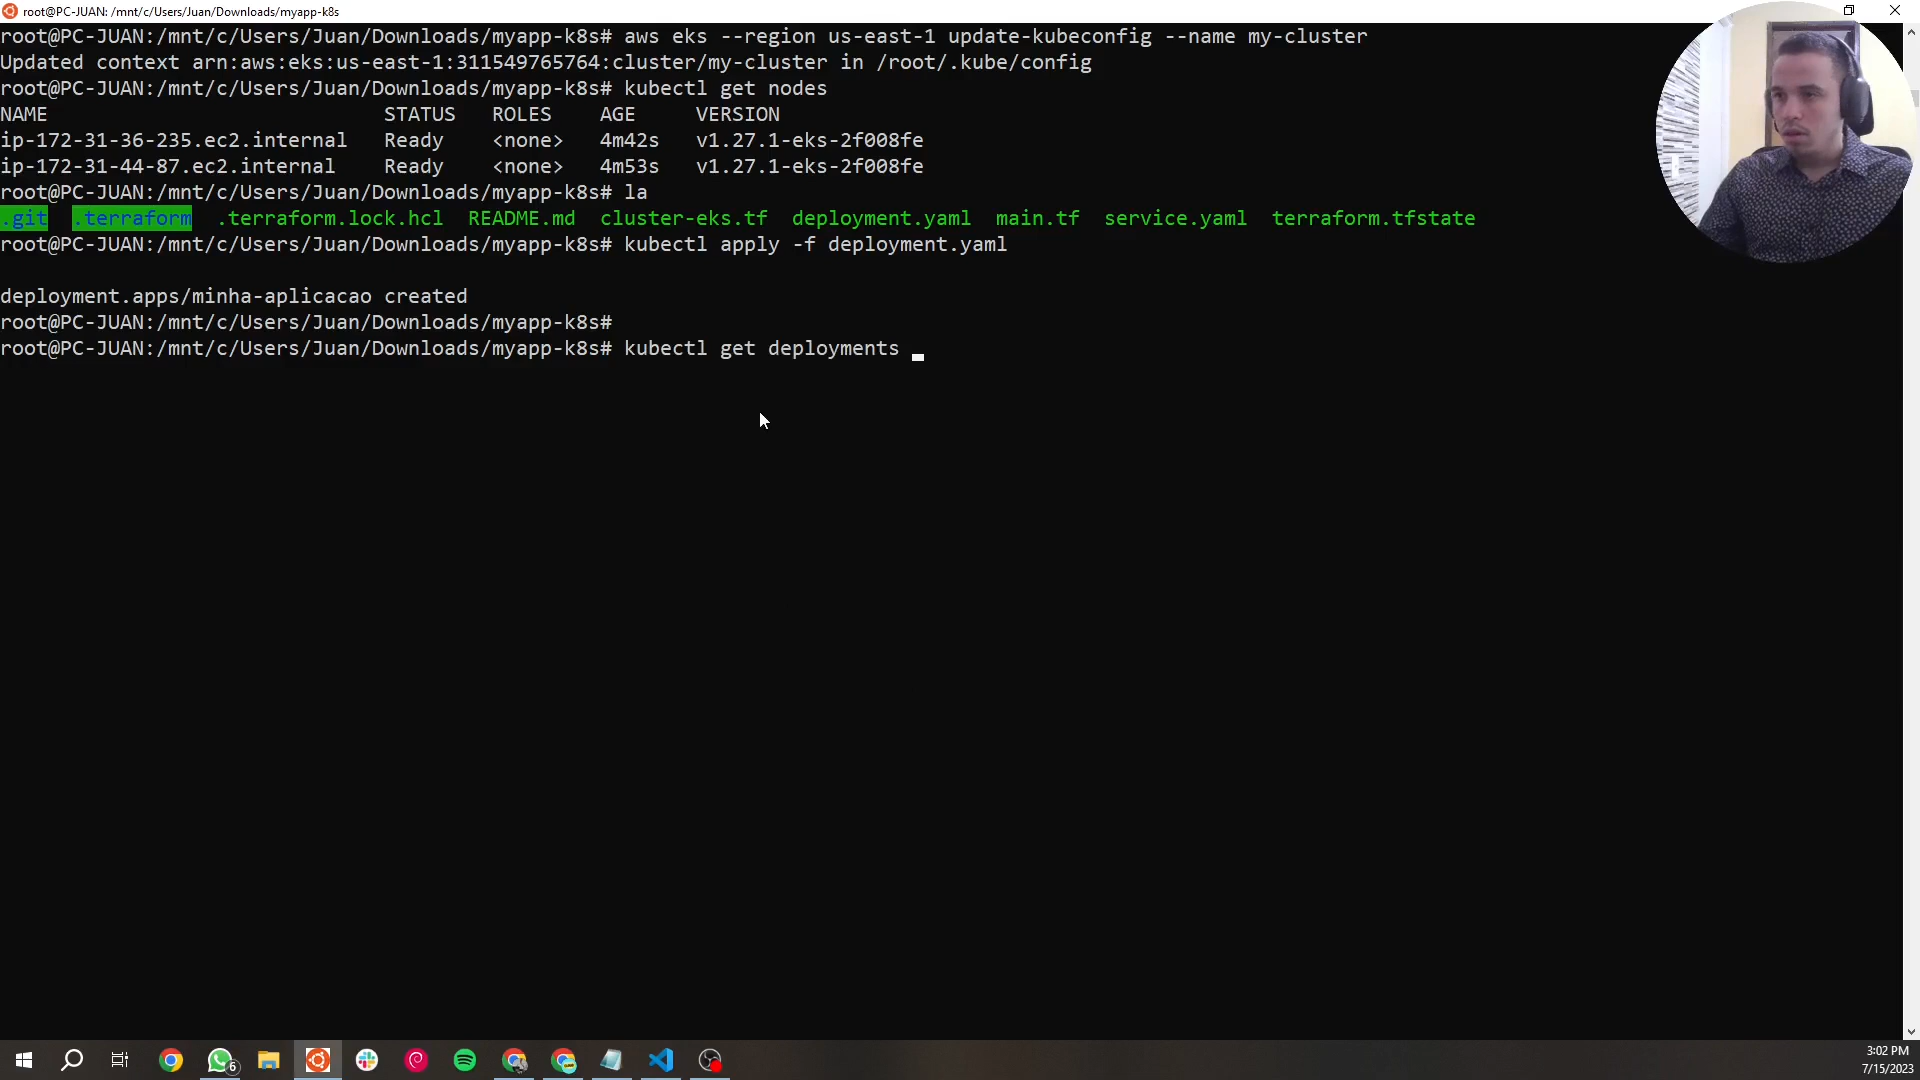 root@PC-JUAN: /mnt/c/Users/Juan/Downloads/myapp-k8s
root@PC-JUAN:/mnt/c/Users/Juan/Downloads/myapp-k8s# aws eks --region us-east-1 update-kubeconfig --name my-cluster
Updated context arn:aws:eks:us-east-1:311549765764:cluster/my-cluster in /root/.kube/config
root@PC-JUAN:/mnt/c/Users/Juan/Downloads/myapp-k8s# kubectl get nodes
NAME STATUS ROLES AGE VERSION
ip-172-31-36-235.ec2.internal Ready <none> 4m42s v1.27.1-eks-2f008fe
ip-172-31-44-87.ec2.internal Ready <none> 4m53s v1.27.1-eks-2f008fe
root@PC-JUAN:/mnt/c/Users/Juan/Downloads/myapp-k8s# la
.git .terraform .terraform.lock.hcl README.md cluster-eks.tf deployment.yaml main.tf service.yaml terraform.tfstate
root@PC-JUAN:/mnt/c/Users/Juan/Downloads/myapp-k8s# kubectl apply -f deployment.yaml
deployment.apps/minha-aplicacao created
root@PC-JUAN:/mnt/c/Users/Juan/Downloads/myapp-k8s#
root@PC-JUAN:/mnt/c/Users/Juan/Downloads/myapp-k8s# kubectl get deployments
6
3:02 PM
7/15/2023